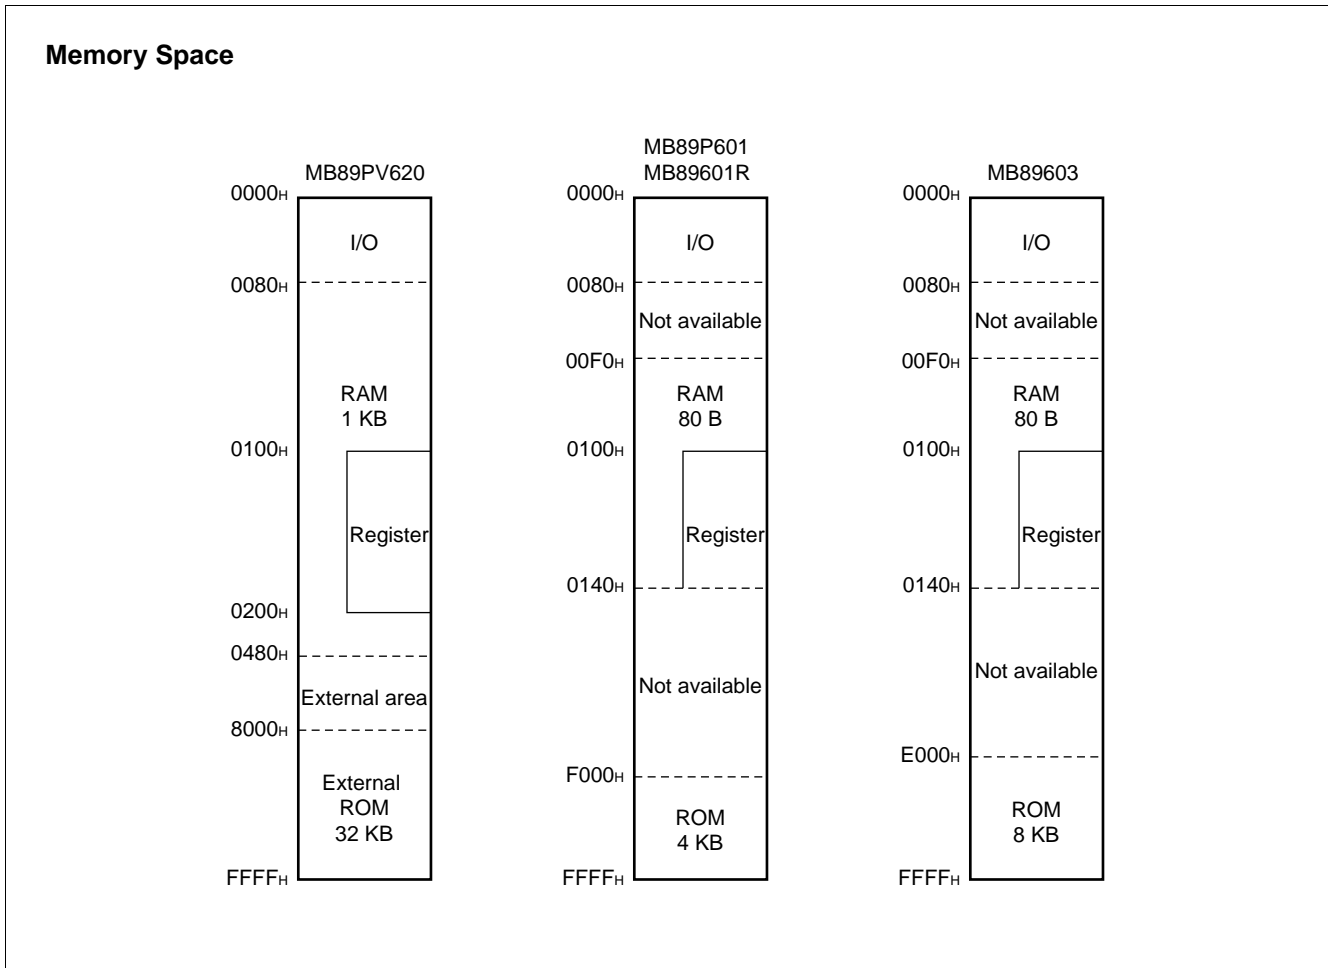 Memory Space
MB89PV620
0000H
I/O
0080H
RAM
1 KB
0100H
Register
0200H
0480H
External area
8000H
External
ROM
32 KB
FFFFH
MB89P601
MB89601R
0000H
I/O
0080H
Not available
00F0H
RAM
80 B
0100H
Register
0140H
Not available
F000H
ROM
4 KB
FFFFH
MB89603
0000H
I/O
0080H
Not available
00F0H
RAM
80 B
0100H
Register
0140H
Not available
E000H
ROM
8 KB
FFFFH